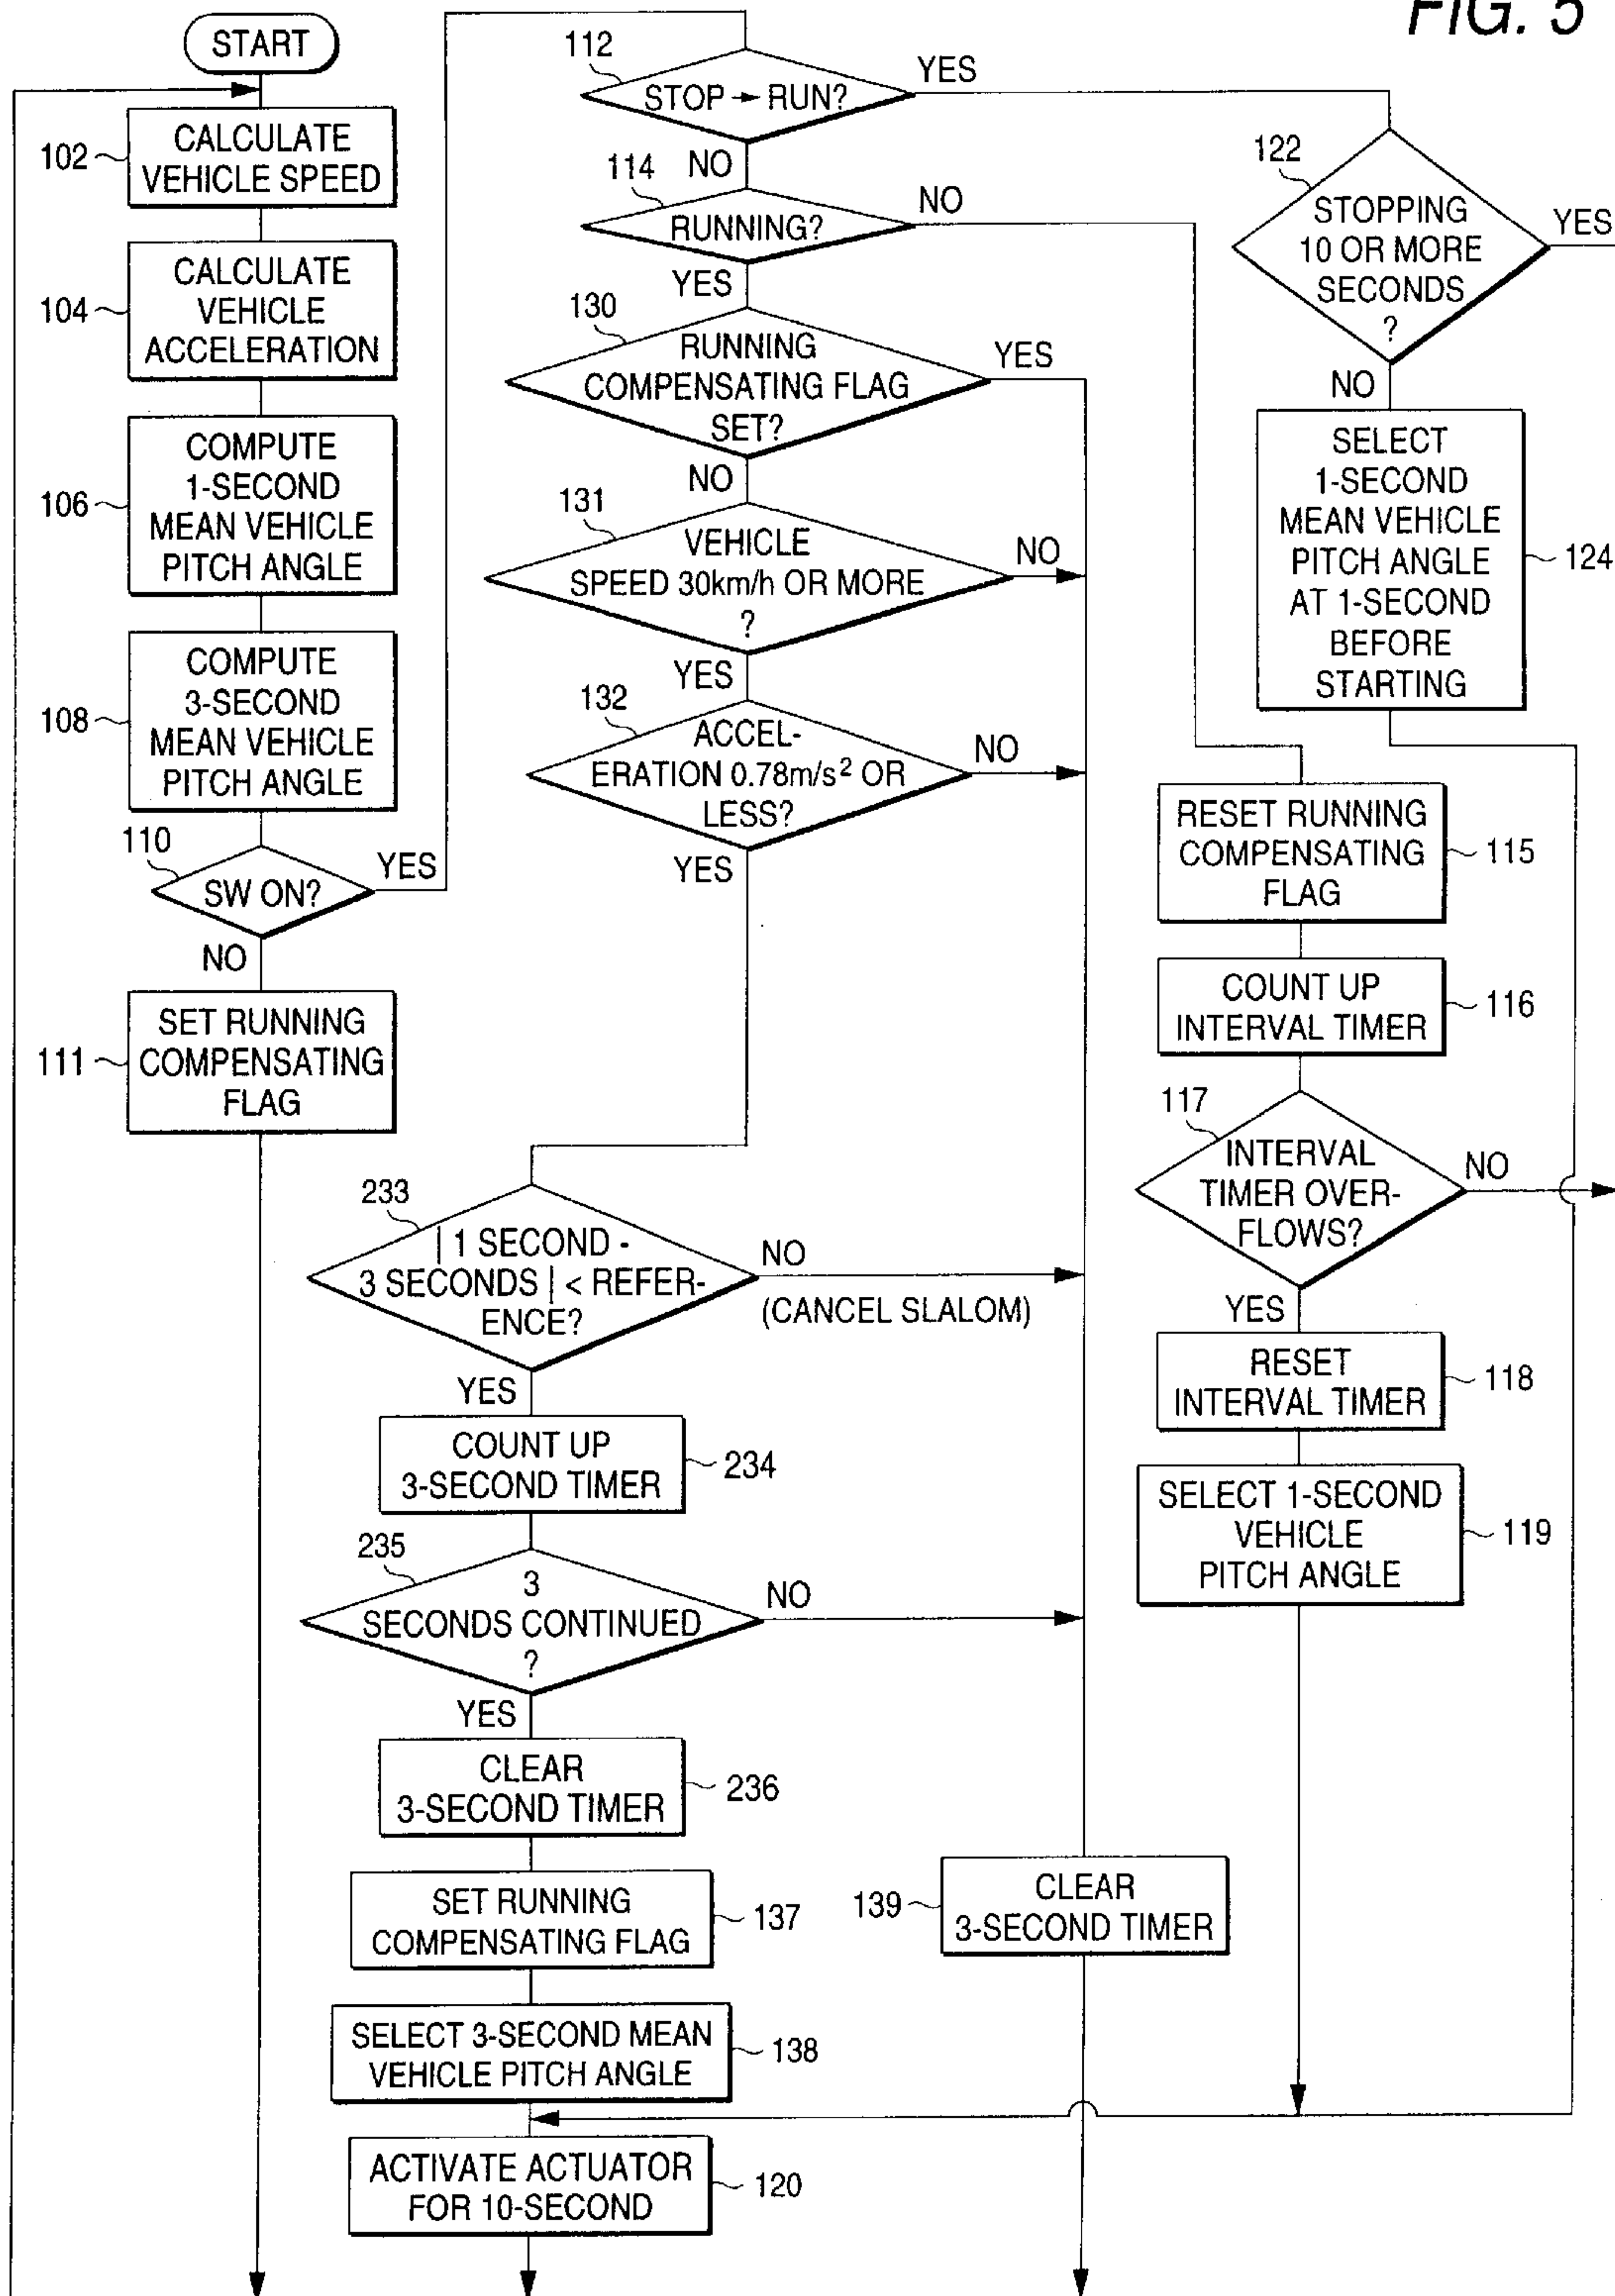 FIG. 5
START
102
CALCULATE
VEHICLE SPEED
104
CALCULATE
VEHICLE
ACCELERATION
106
COMPUTE
1-SECOND
MEAN VEHICLE
PITCH ANGLE
108
COMPUTE
3-SECOND
MEAN VEHICLE
PITCH ANGLE
110
SW ON?
YES
NO
111
SET RUNNING
COMPENSATING
FLAG
112
STOP → RUN?
YES
NO
114
RUNNING?
NO
YES
130
RUNNING
COMPENSATING FLAG
SET?
YES
NO
131
VEHICLE
SPEED 30km/h OR MORE
?
NO
YES
132
ACCEL-
ERATION 0.78m/s² OR
LESS?
NO
YES
233
| 1 SECOND -
3 SECONDS | < REFER-
ENCE?
NO
(CANCEL SLALOM)
YES
COUNT UP
3-SECOND TIMER
234
235
3
SECONDS CONTINUED
?
NO
YES
CLEAR
3-SECOND TIMER
236
SET RUNNING
COMPENSATING FLAG
137
SELECT 3-SECOND MEAN
VEHICLE PITCH ANGLE
138
ACTIVATE ACTUATOR
FOR 10-SECOND
120
139
CLEAR
3-SECOND TIMER
122
STOPPING
10 OR MORE
SECONDS
?
YES
NO
SELECT
1-SECOND
MEAN VEHICLE
PITCH ANGLE
AT 1-SECOND
BEFORE
STARTING
124
RESET RUNNING
COMPENSATING
FLAG
115
COUNT UP
INTERVAL TIMER
116
117
INTERVAL
TIMER OVER-
FLOWS?
NO
YES
RESET
INTERVAL TIMER
118
SELECT 1-SECOND
VEHICLE
PITCH ANGLE
119